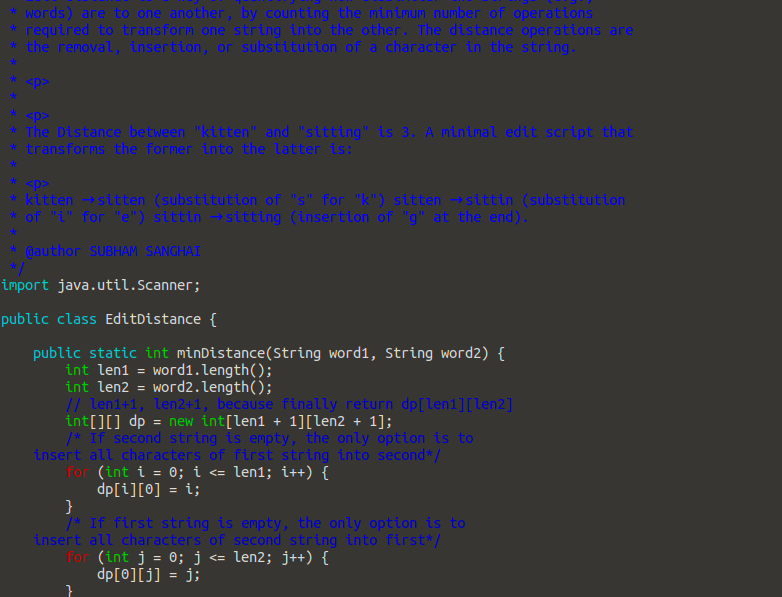 * words) are to one another, by counting the minimum number of operations
* required to transform one string into the other. The distance operations are
* the removal, insertion, or substitution of a character in the string.
*
* <p>
*
* <p>
* The Distance between "kitten" and "sitting" is 3. A minimal edit script that
* transforms the former into the latter is:
*
* <p>
* kitten → sitten (substitution of "s" for "k") sitten → sittin (substitution
* of "i" for "e") sittin → sitting (insertion of "g" at the end).
*
* @author SUBHAM SANGHAI
*/
import java.util.Scanner;
public class EditDistance {
public static int minDistance(String word1, String word2) {
int len1 = word1.length();
int len2 = word2.length();
// len1+1, len2+1, because finally return dp[len1][len2]
int[][] dp = new int[len1 + 1][len2 + 1];
/* If second string is empty, the only option is to
insert all characters of first string into second*/
for (int i = 0; i <= len1; i++) {
dp[i][0] = i;
}
/* If first string is empty, the only option is to
insert all characters of second string into first*/
for (int j = 0; j <= len2; j++) {
dp[0][j] = j;
}